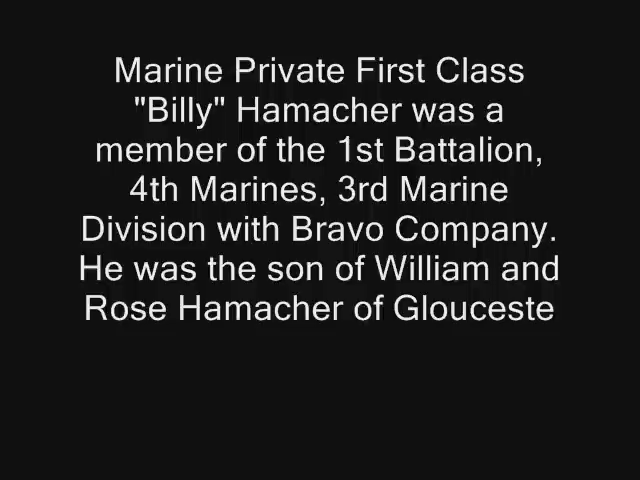 Marine Private First Class
"Billy" Hamacher was a
member of the 1st Battalion,
4th Marines, 3rd Marine
Division with Bravo Company.
He was the son of William and
Rose Hamacher of Glouceste